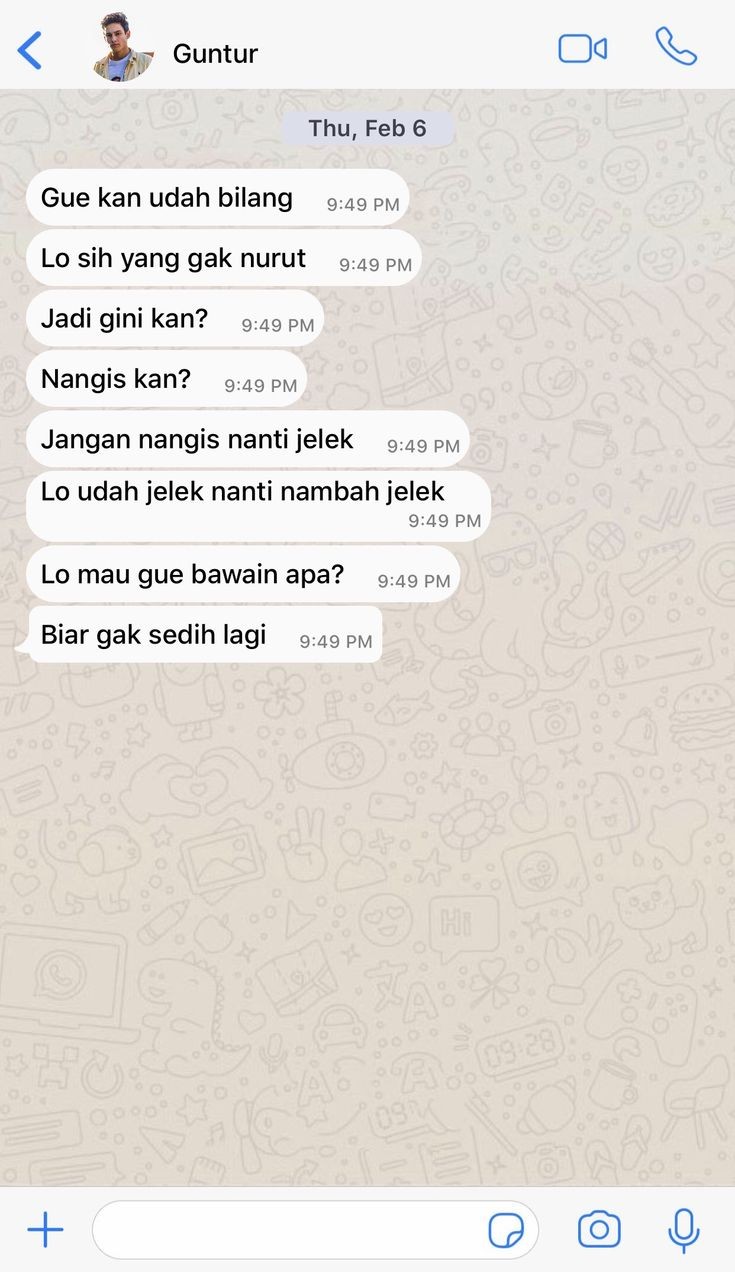 Guntur
Thu, Feb 6
Gue kan udah bilang 9:49 PM
Lo sih yang gak nurut 9:49 PM
Jadi gini kan? 9:49 PM
Nangis kan? 9:49 PM
Jangan nangis nanti jelek 9:49 PM
Lo udah jelek nanti nambah jelek
9:49 PM
Lo mau gue bawain apa? 9:49 PM
Biar gak sedih lagi 9:49 PM
Hi
09:28